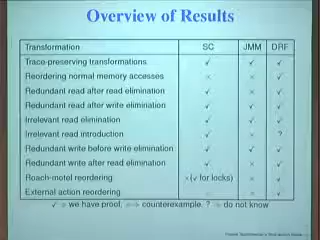 Overview of Results
Transformation SC JMM DRF
Trace-preserving transformations ✓ ✓ ✓
Reordering normal memory accesses × × ✓
Redundant read after read elimination ✓ × ✓
Redundant read after write elimination ✓ ✓ ✓
Irrelevant read elimination ✓ ✓ ✓
Irrelevant read introduction ✓ × ?
Redundant write before write elimination ✓ ✓ ✓
Redundant write after read elimination ✓ × ✓
Roach-motel reordering ×(✓ for locks) × ✓
External action reordering × × ✓
✓ => we have proof, × => counterexample, ? => do not know